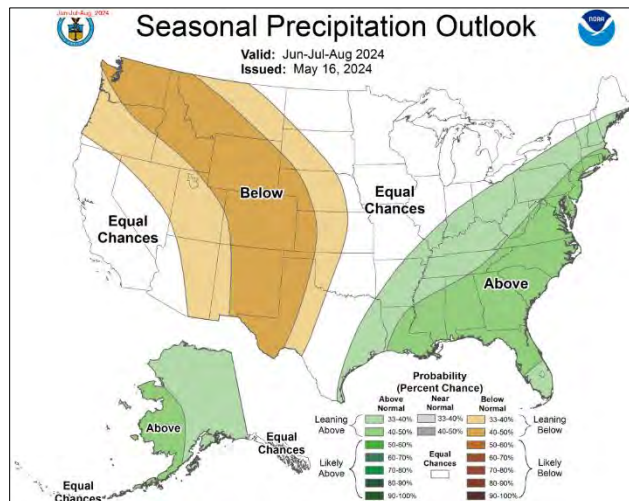 Jun-Jul-Aug, 2024
Seasonal Precipitation Outlook
NOAA
Valid: Jun-Jul-Aug 2024
Issued: May 16, 2024
Below
Equal
Chances
Equal
Chances
Above
Above
Equal
Chances
Equal
Chances
Probability
(Percent Chance)
Above Normal
Near Normal
Below Normal
Leaning Above
33-40%
33-40%
33-40%
Leaning Below
40-50%
40-50%
40-50%
Likely Above
50-60%
50-60%
Likely Below
60-70%
Equal Chances
60-70%
70-80%
70-80%
80-90%
80-90%
90-100%
90-100%